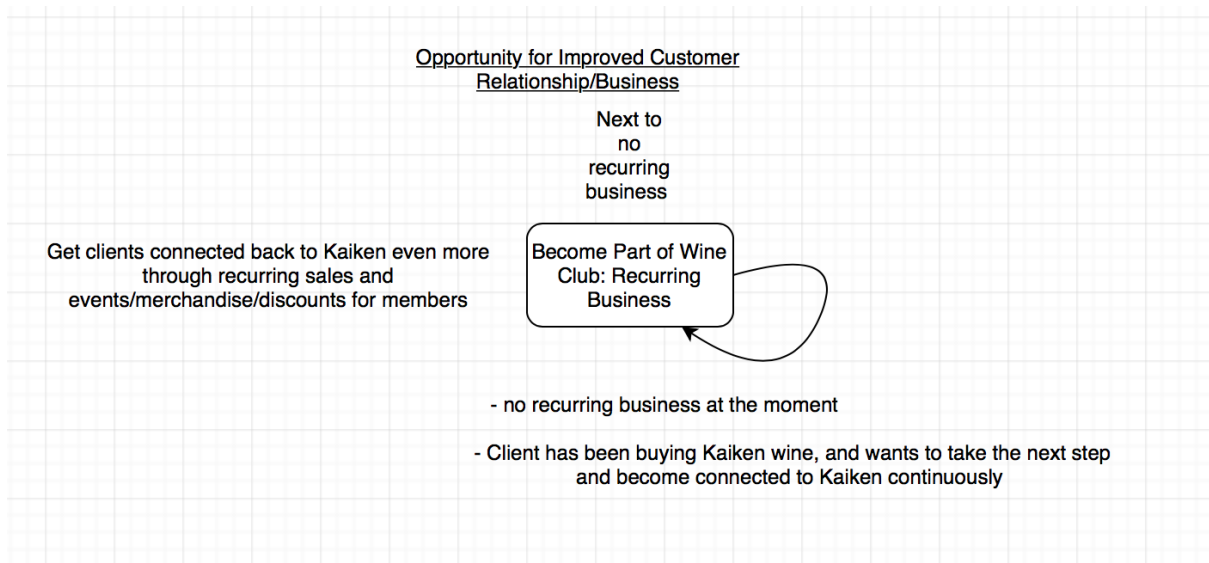 Opportunity for Improved Customer
Relationship/Business
Next to
no
recurring
business
Get clients connected back to Kaiken even more
through recurring sales and
events/merchandise/discounts for members
Become Part of Wine
Club: Recurring
Business
- no recurring business at the moment
- Client has been buying Kaiken wine, and wants to take the next step
and become connected to Kaiken continuously